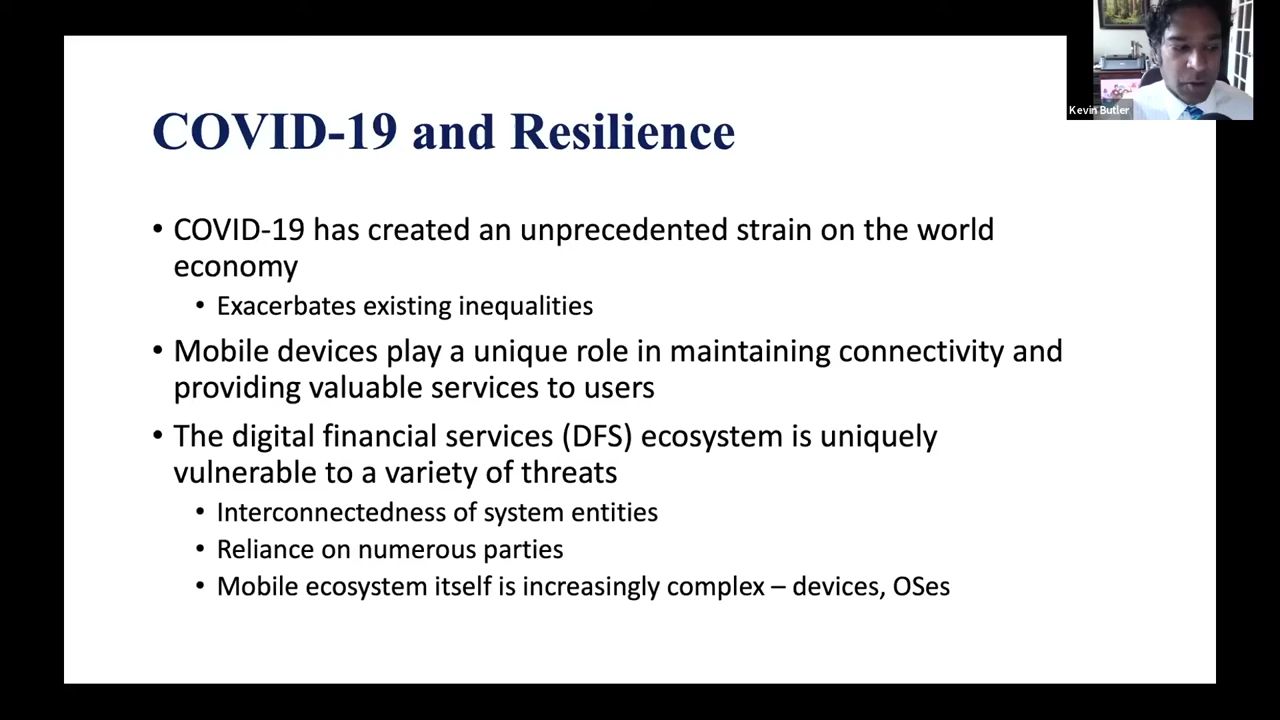 COVID-19 and Resilience
• COVID-19 has created an unprecedented strain on the world
economy
• Exacerbates existing inequalities
• Mobile devices play a unique role in maintaining connectivity and
providing valuable services to users
• The digital financial services (DFS) ecosystem is uniquely
vulnerable to a variety of threats
• Interconnectedness of system entities
• Reliance on numerous parties
• Mobile ecosystem itself is increasingly complex – devices, OSes
Kevin Butler